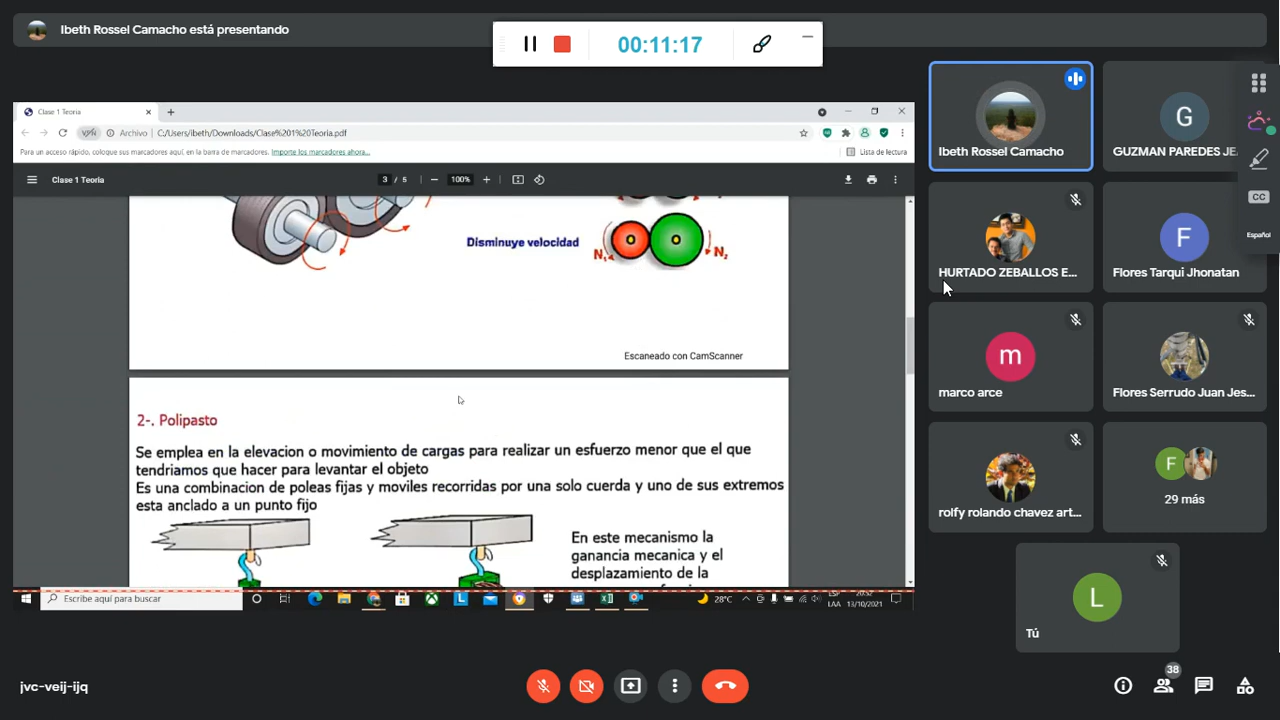 Ibeth Rossel Camacho está presentando
00:11:17
Clase 1 Teoria
Archivo
C:/Users/ibeth/Downloads/Clase%201%20Teoria.pdf
Para un acceso rápido, coloque sus marcadores aquí, en la barra de marcadores. Importe los marcadores ahora...
Lista de lectura
Clase 1 Teoria
3 / 5
100%
Disminuye velocidad
N₁
N₂
Escaneado con CamScanner
2-. Polipasto
Se emplea en la elevacion o movimiento de cargas para realizar un esfuerzo menor que el que
tendriamos que hacer para levantar el objeto
Es una combinacion de poleas fijas y moviles recorridas por una solo cuerda y uno de sus extremos
esta anclado a un punto fijo
En este mecanismo la
ganancia mecanica y el
desplazamiento de la
Escribe aquí para buscar
28°C
LAA
13/10/2021
Ibeth Rossel Camacho
G
GUZMAN PAREDES JE
HURTADO ZEBALLOS E...
F
Flores Tarqui Jhonatan
m
marco arce
Flores Serrudo Juan Jes...
rolfy rolando chavez art...
F
29 más
L
Tú
CC
Español
jvc-veij-ijq
38